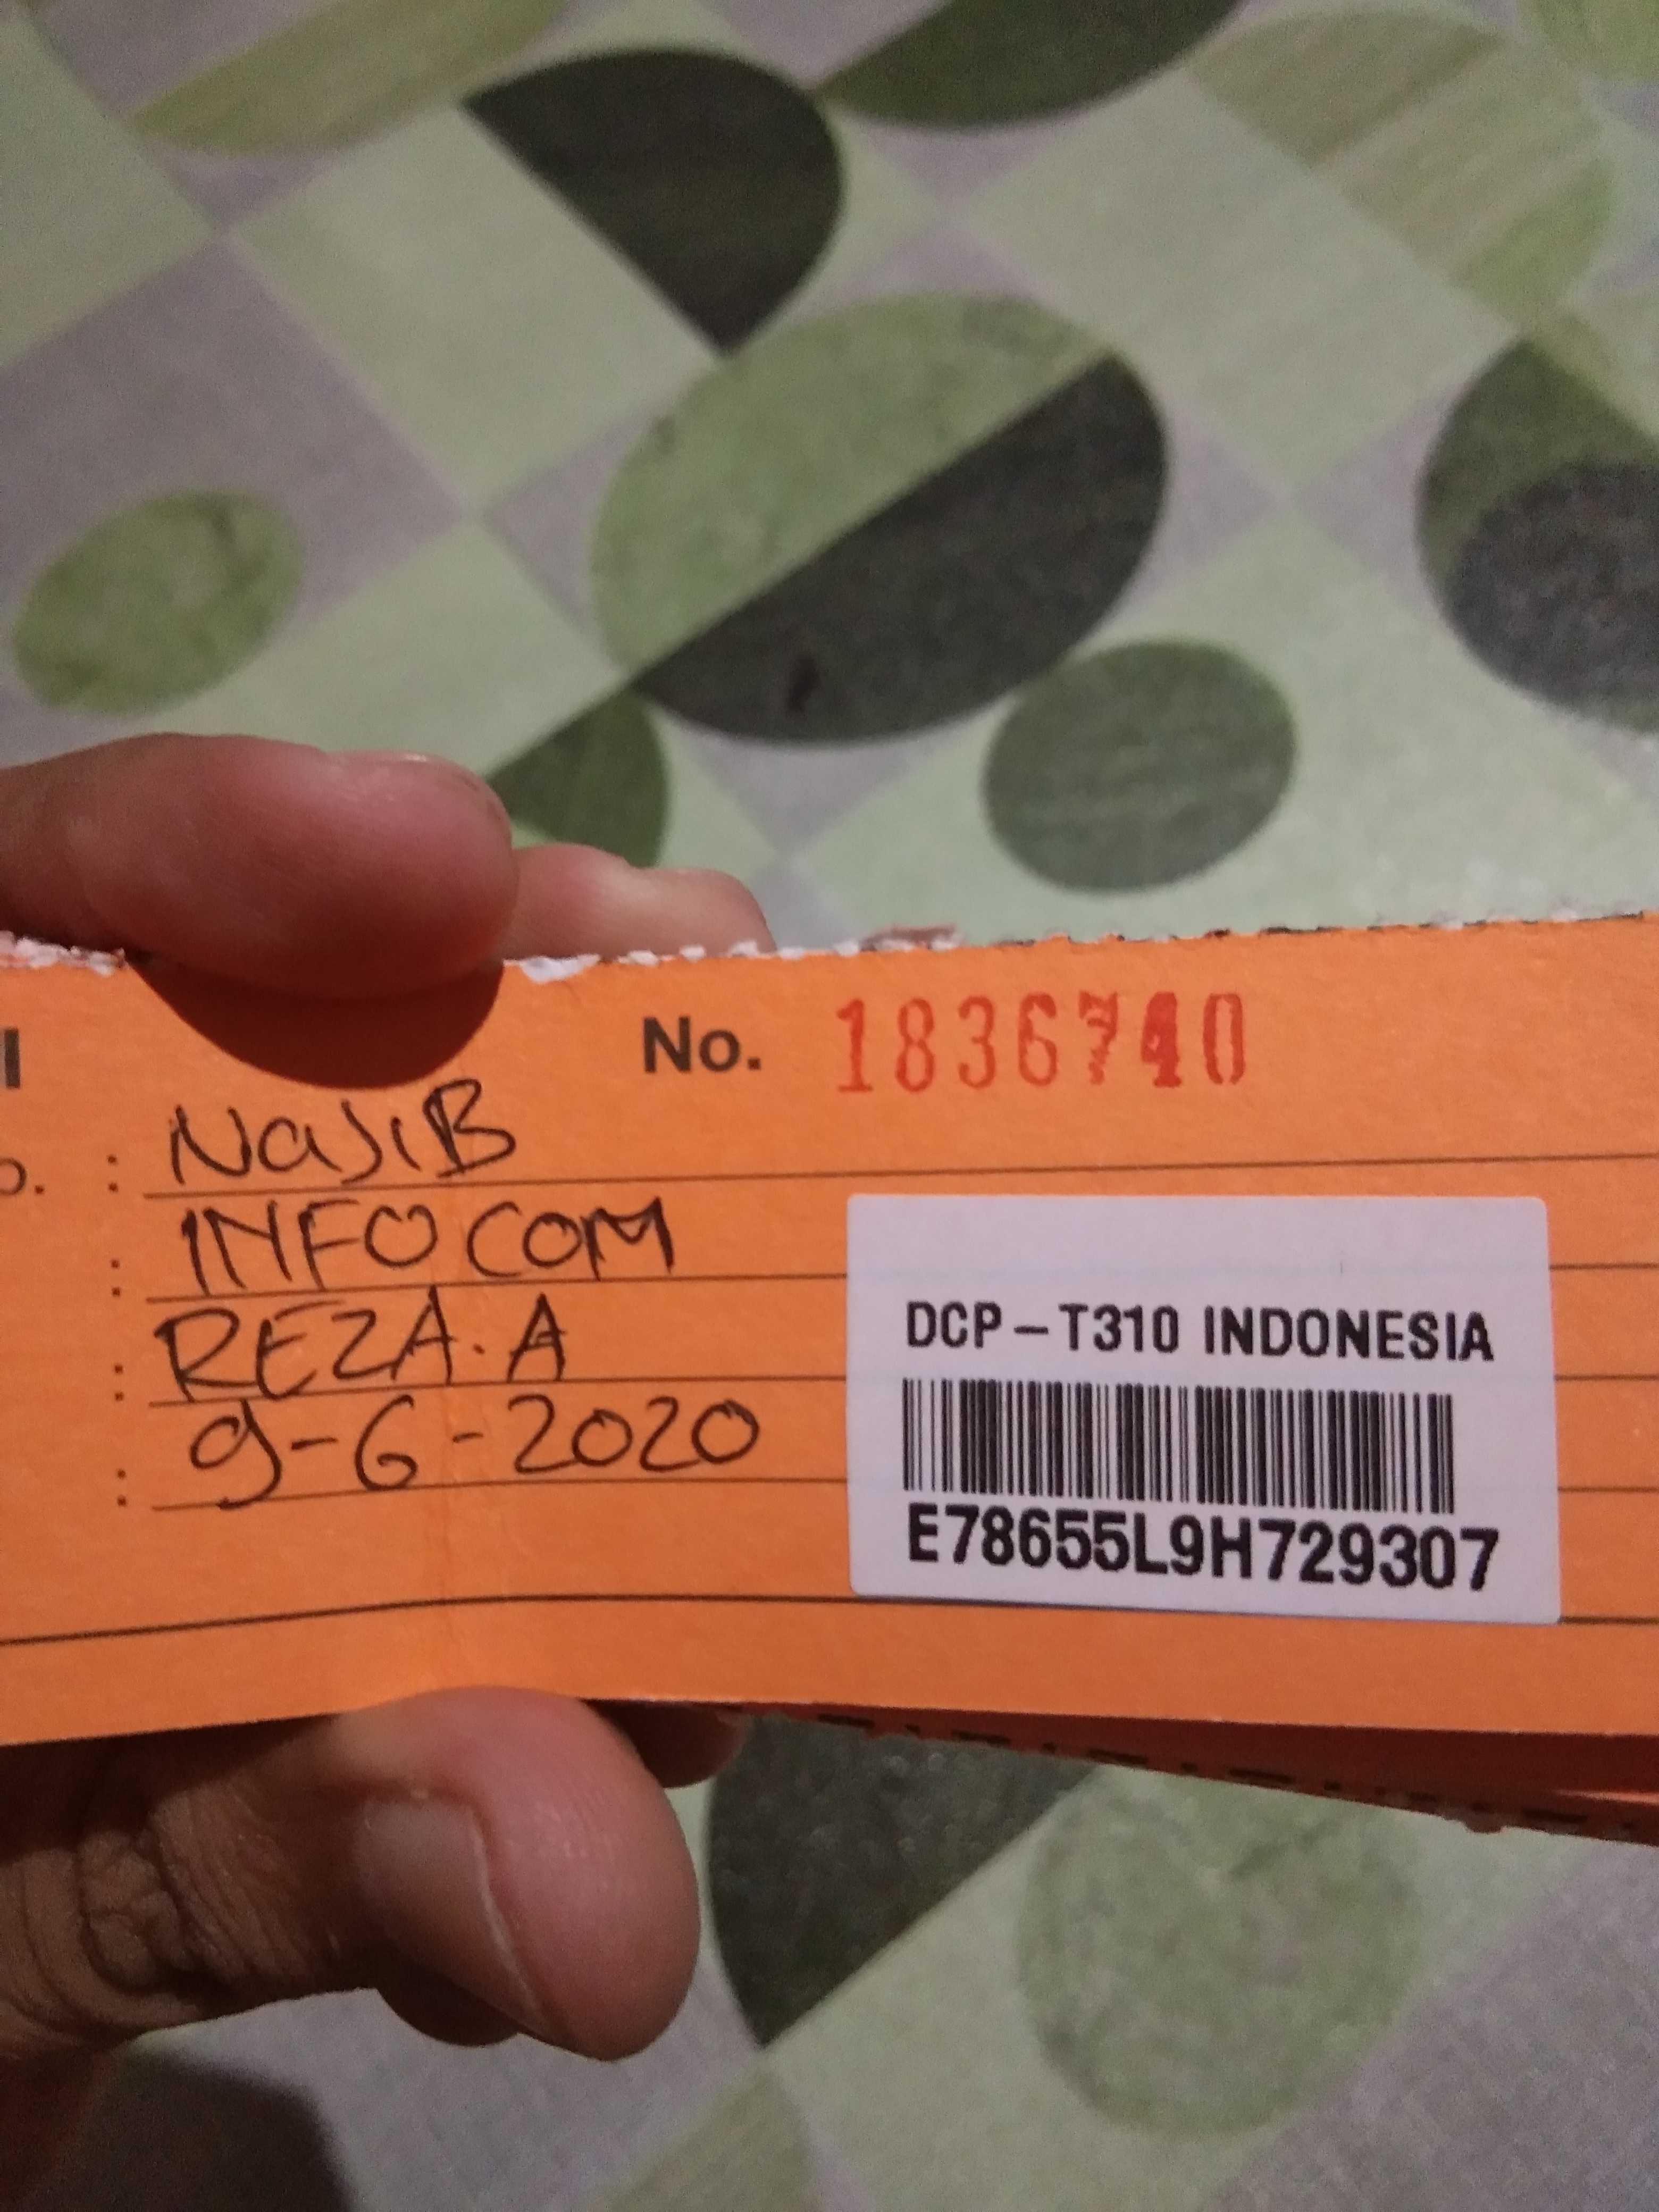 I No. 1836740
o. : NaJiB
: INFOCOM
: REZA. A
: 9-6-2020
DCP-T310 INDONESIA
E78655L9H729307